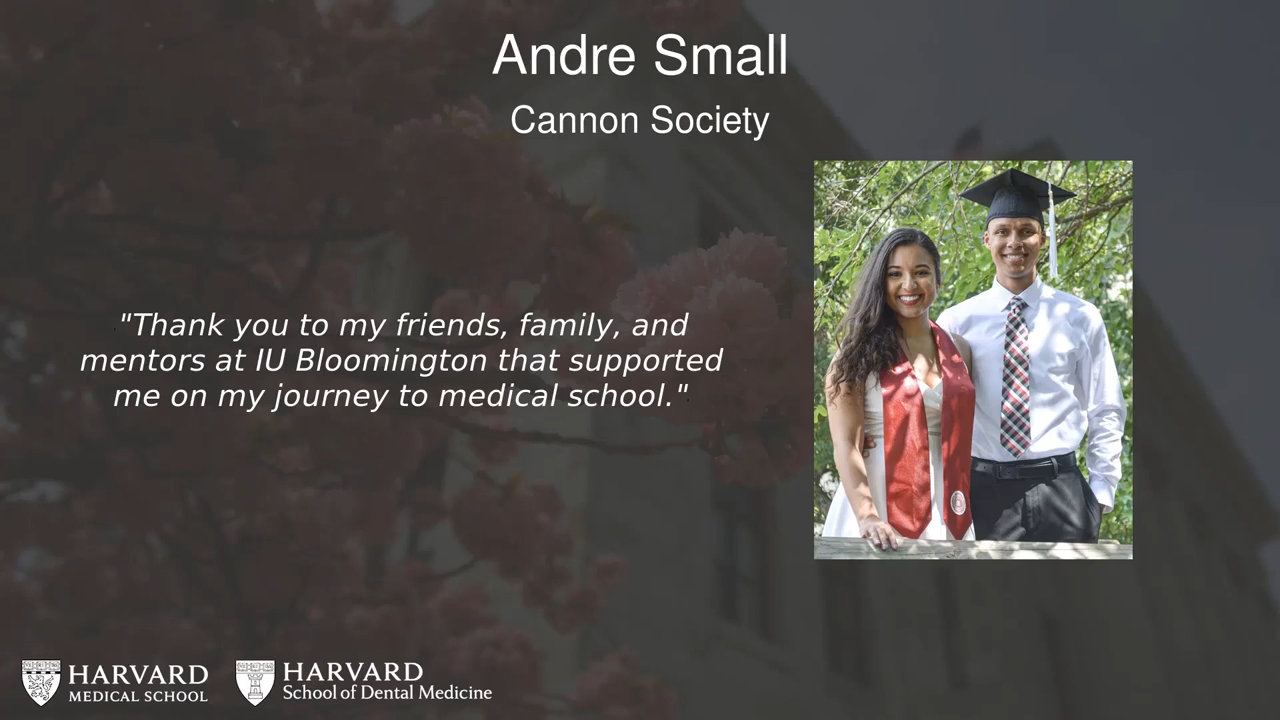 Andre Small
Cannon Society
"Thank you to my friends, family, and
mentors at IU Bloomington that supported
me on my journey to medical school."
HARVARD
MEDICAL SCHOOL
HARVARD
School of Dental Medicine